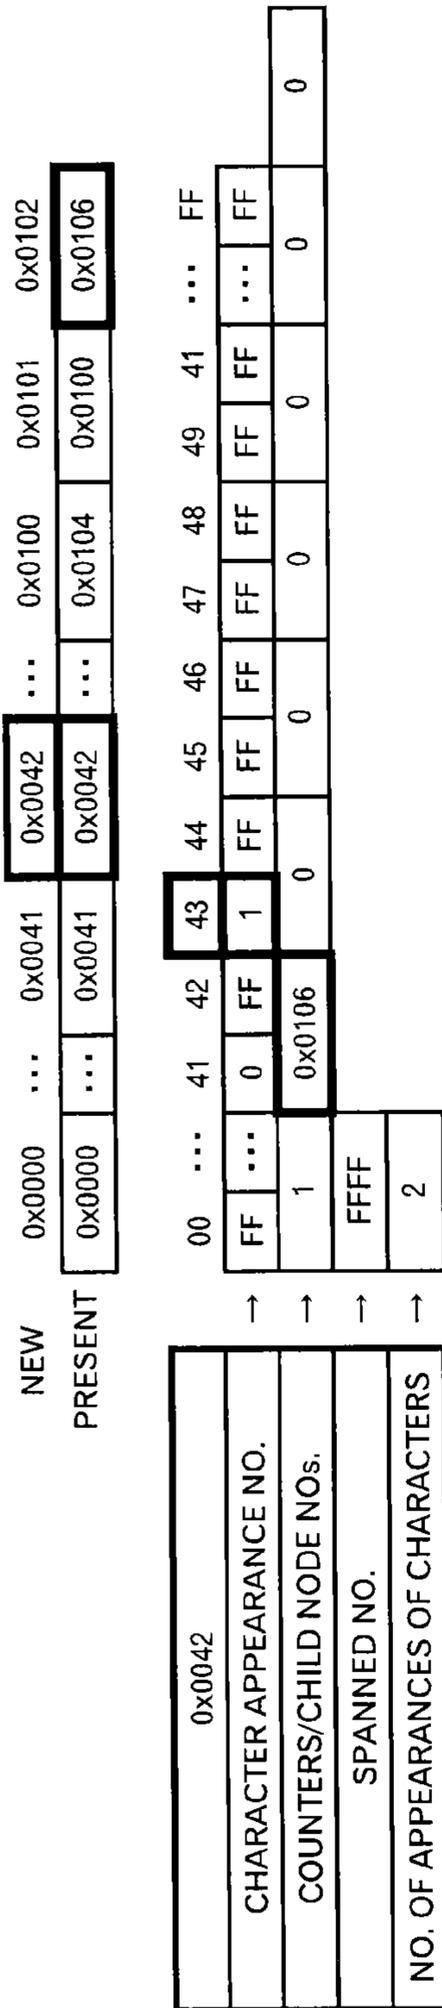 NEW 0x0000 ... 0x0041 0x0042 ... 0x0100 0x0101 0x0102
PRESENT 0x0000 ... 0x0041 0x0042 ... 0x0104 0x0100 0x0106
0x0042 00 ... 41 42 43 44 45 46 47 48 49 41 ... FF
CHARACTER APPEARANCE NO. → FF ... 0 FF 1 FF FF FF FF FF FF FF ... FF
COUNTERS/CHILD NODE NOs. → 1 0x0106 0 0 0 0 0 0
SPANNED NO. → FFFF
NO. OF APPEARANCES OF CHARACTERS → 2